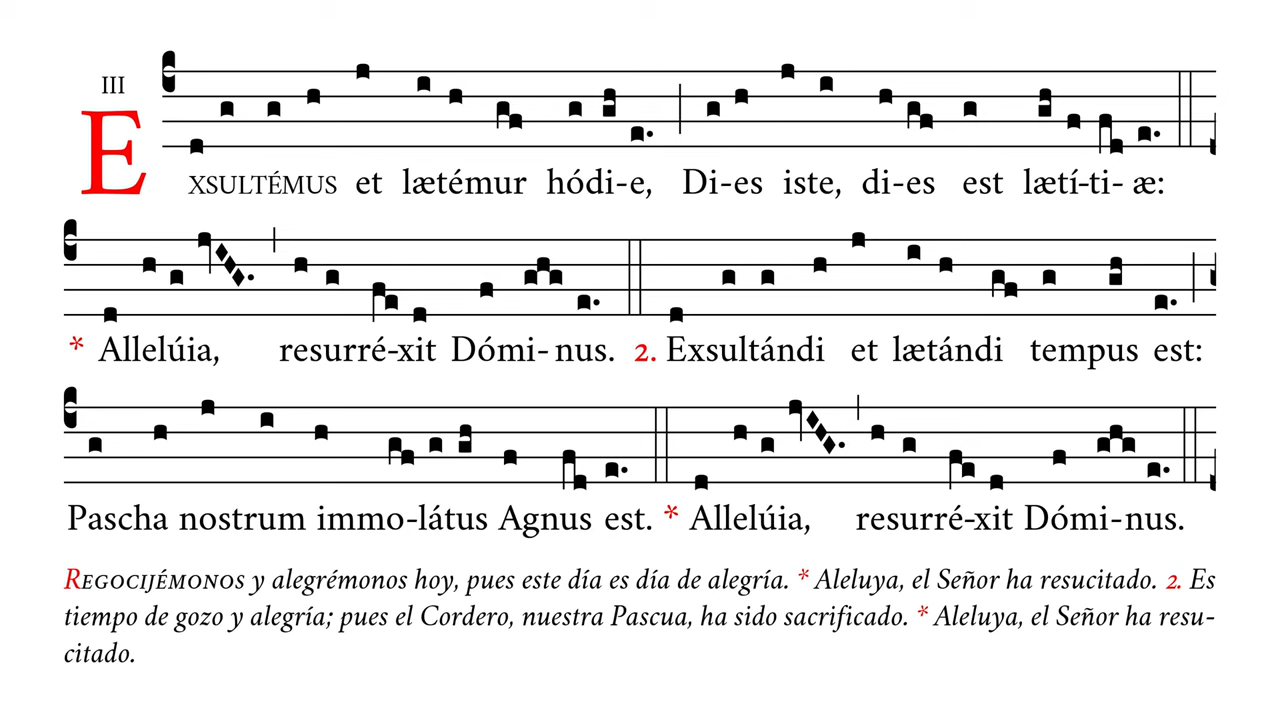 III
EXSULTÉMUS et lætémur hódi-e, Di-es iste, di-es est lætí-ti-æ:
* Allelúia, resurré-xit Dómi-nus. 2. Exsultándi et lætándi tempus est:
Pascha nostrum immo-látus Agnus est. * Allelúia, resurré-xit Dómi-nus.
REGOCIJÉMONOS y alegrémonos hoy, pues este día es día de alegría. * Aleluya, el Señor ha resucitado. 2. Es
tiempo de gozo y alegría; pues el Cordero, nuestra Pascua, ha sido sacrificado. * Aleluya, el Señor ha resu-
citado.